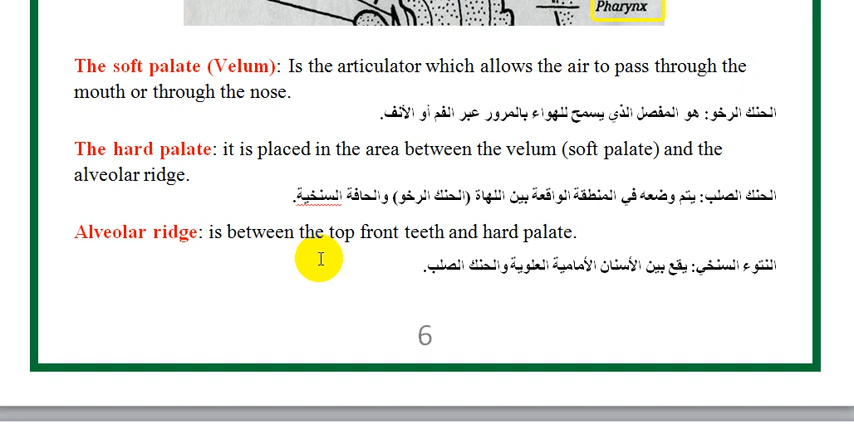 Pharynx
The soft palate (Velum): Is the articulator which allows the air to pass through the
mouth or through the nose.
الحنك الرخو: هو المفصل الذي يسمح للهواء بالمرور عبر الفم أو الأنف.
The hard palate: it is placed in the area between the velum (soft palate) and the
alveolar ridge.
الحنك الصلب: يتم وضعه في المنطقة الواقعة بين اللهاة (الحنك الرخو) والحافة السنخية.
Alveolar ridge: is between the top front teeth and hard palate.
النتوء السنخي: يقع بين الأسنان الأمامية العلوية والحنك الصلب.
6